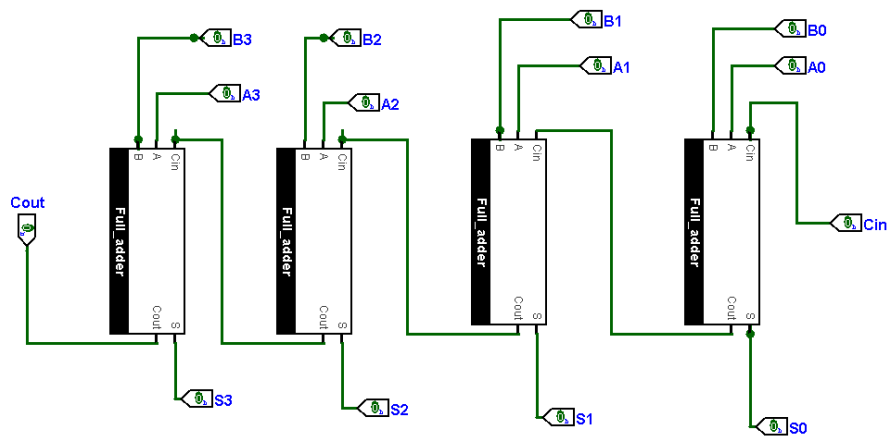 B3
B2
B1
B0
A3
A2
A1
A0
B
A
Cin
B
A
Cin
B
A
Cin
B
A
Cin
Cout
Full_adder
Full_adder
Full_adder
Full_adder
Cin
Cout
S
Cout
S
Cout
S
Cout
S
S3
S2
S1
S0